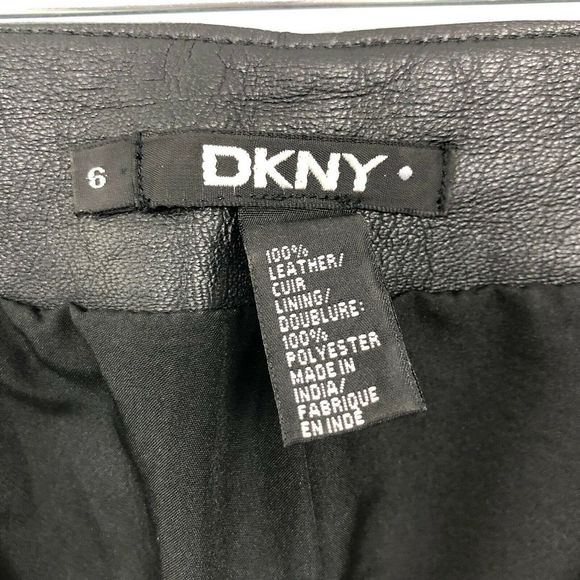 6
DKNY
100%
LEATHER/
CUIR
LINING/
DOUBLURE:
100%
POLYESTER
MADE IN
INDIA/
FABRIQUE
EN INDE